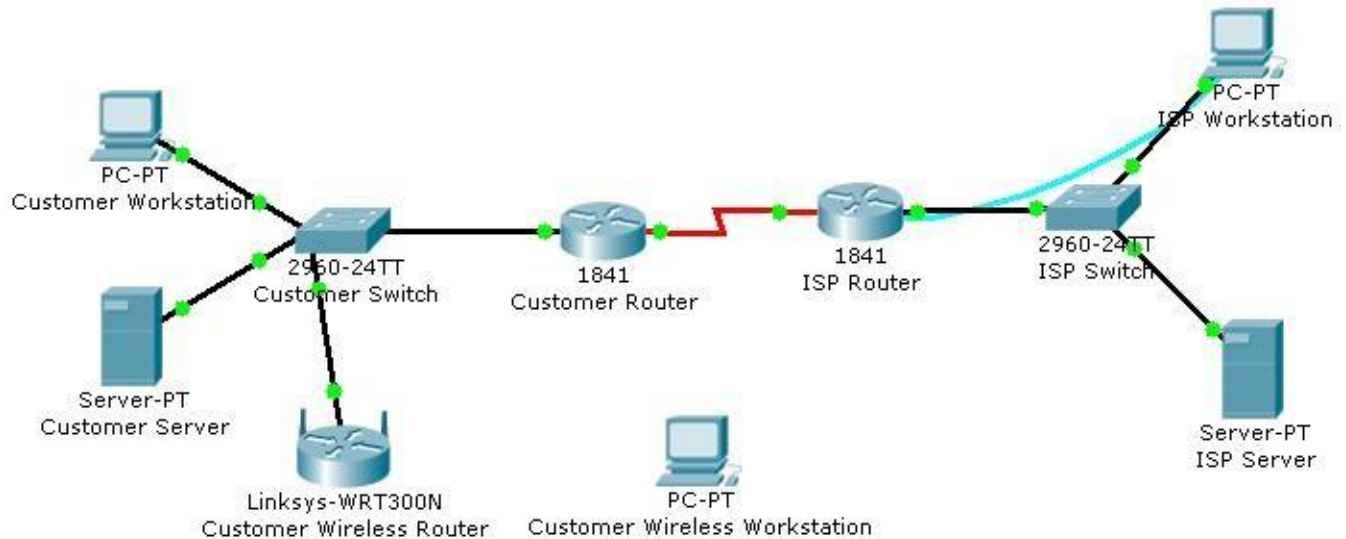 PC-PT
ISP Workstation
PC-PT
Customer Workstation
2960-24TT
Customer Switch
1841
Customer Router
1841
ISP Router
2960-24TT
ISP Switch
Server-PT
Customer Server
Linksys-WRT300N
Customer Wireless Router
PC-PT
Customer Wireless Workstation
Server-PT
ISP Server